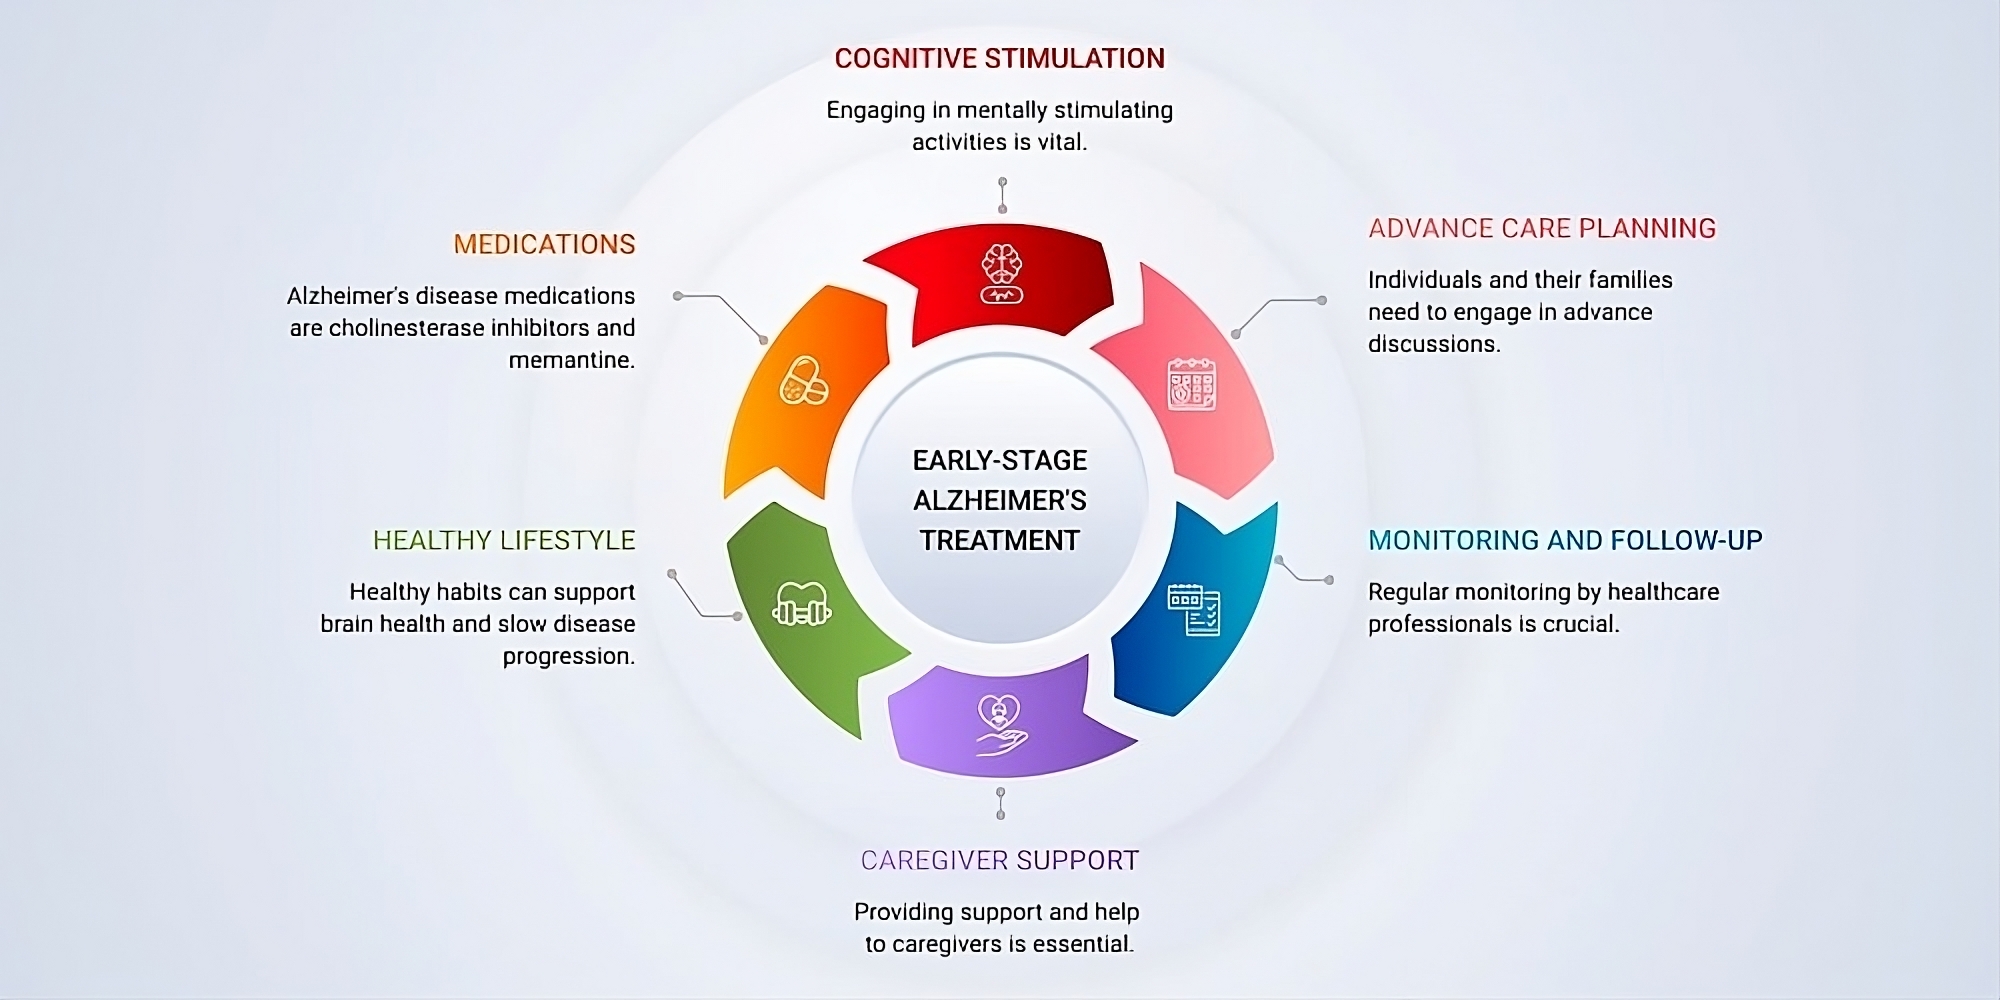 COGNITIVE STIMULATION
Engaging in mentally stimulating
activities is vital.
ADVANCE CARE PLANNING
Individuals and their families
need to engage in advance
discussions.
MONITORING AND FOLLOW-UP
Regular monitoring by healthcare
professionals is crucial.
CAREGIVER SUPPORT
Providing support and help
to caregivers is essential.
HEALTHY LIFESTYLE
Healthy habits can support
brain health and slow disease
progression.
MEDICATIONS
Alzheimer's disease medications
are cholinesterase inhibitors and
memantine.
EARLY-STAGE
ALZHEIMER'S
TREATMENT